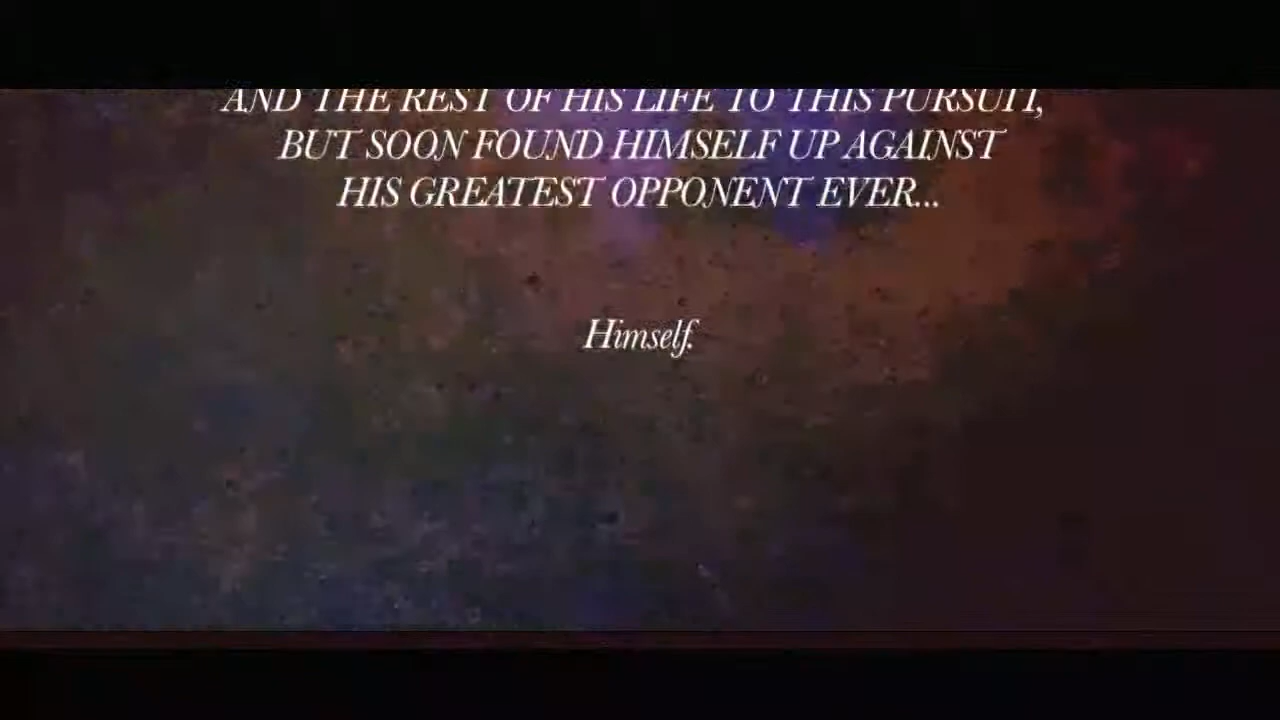 AND THE REST OF HIS LIFE TO THIS PURSUIT,
BUT SOON FOUND HIMSELF UP AGAINST
HIS GREATEST OPPONENT EVER...
Himself.